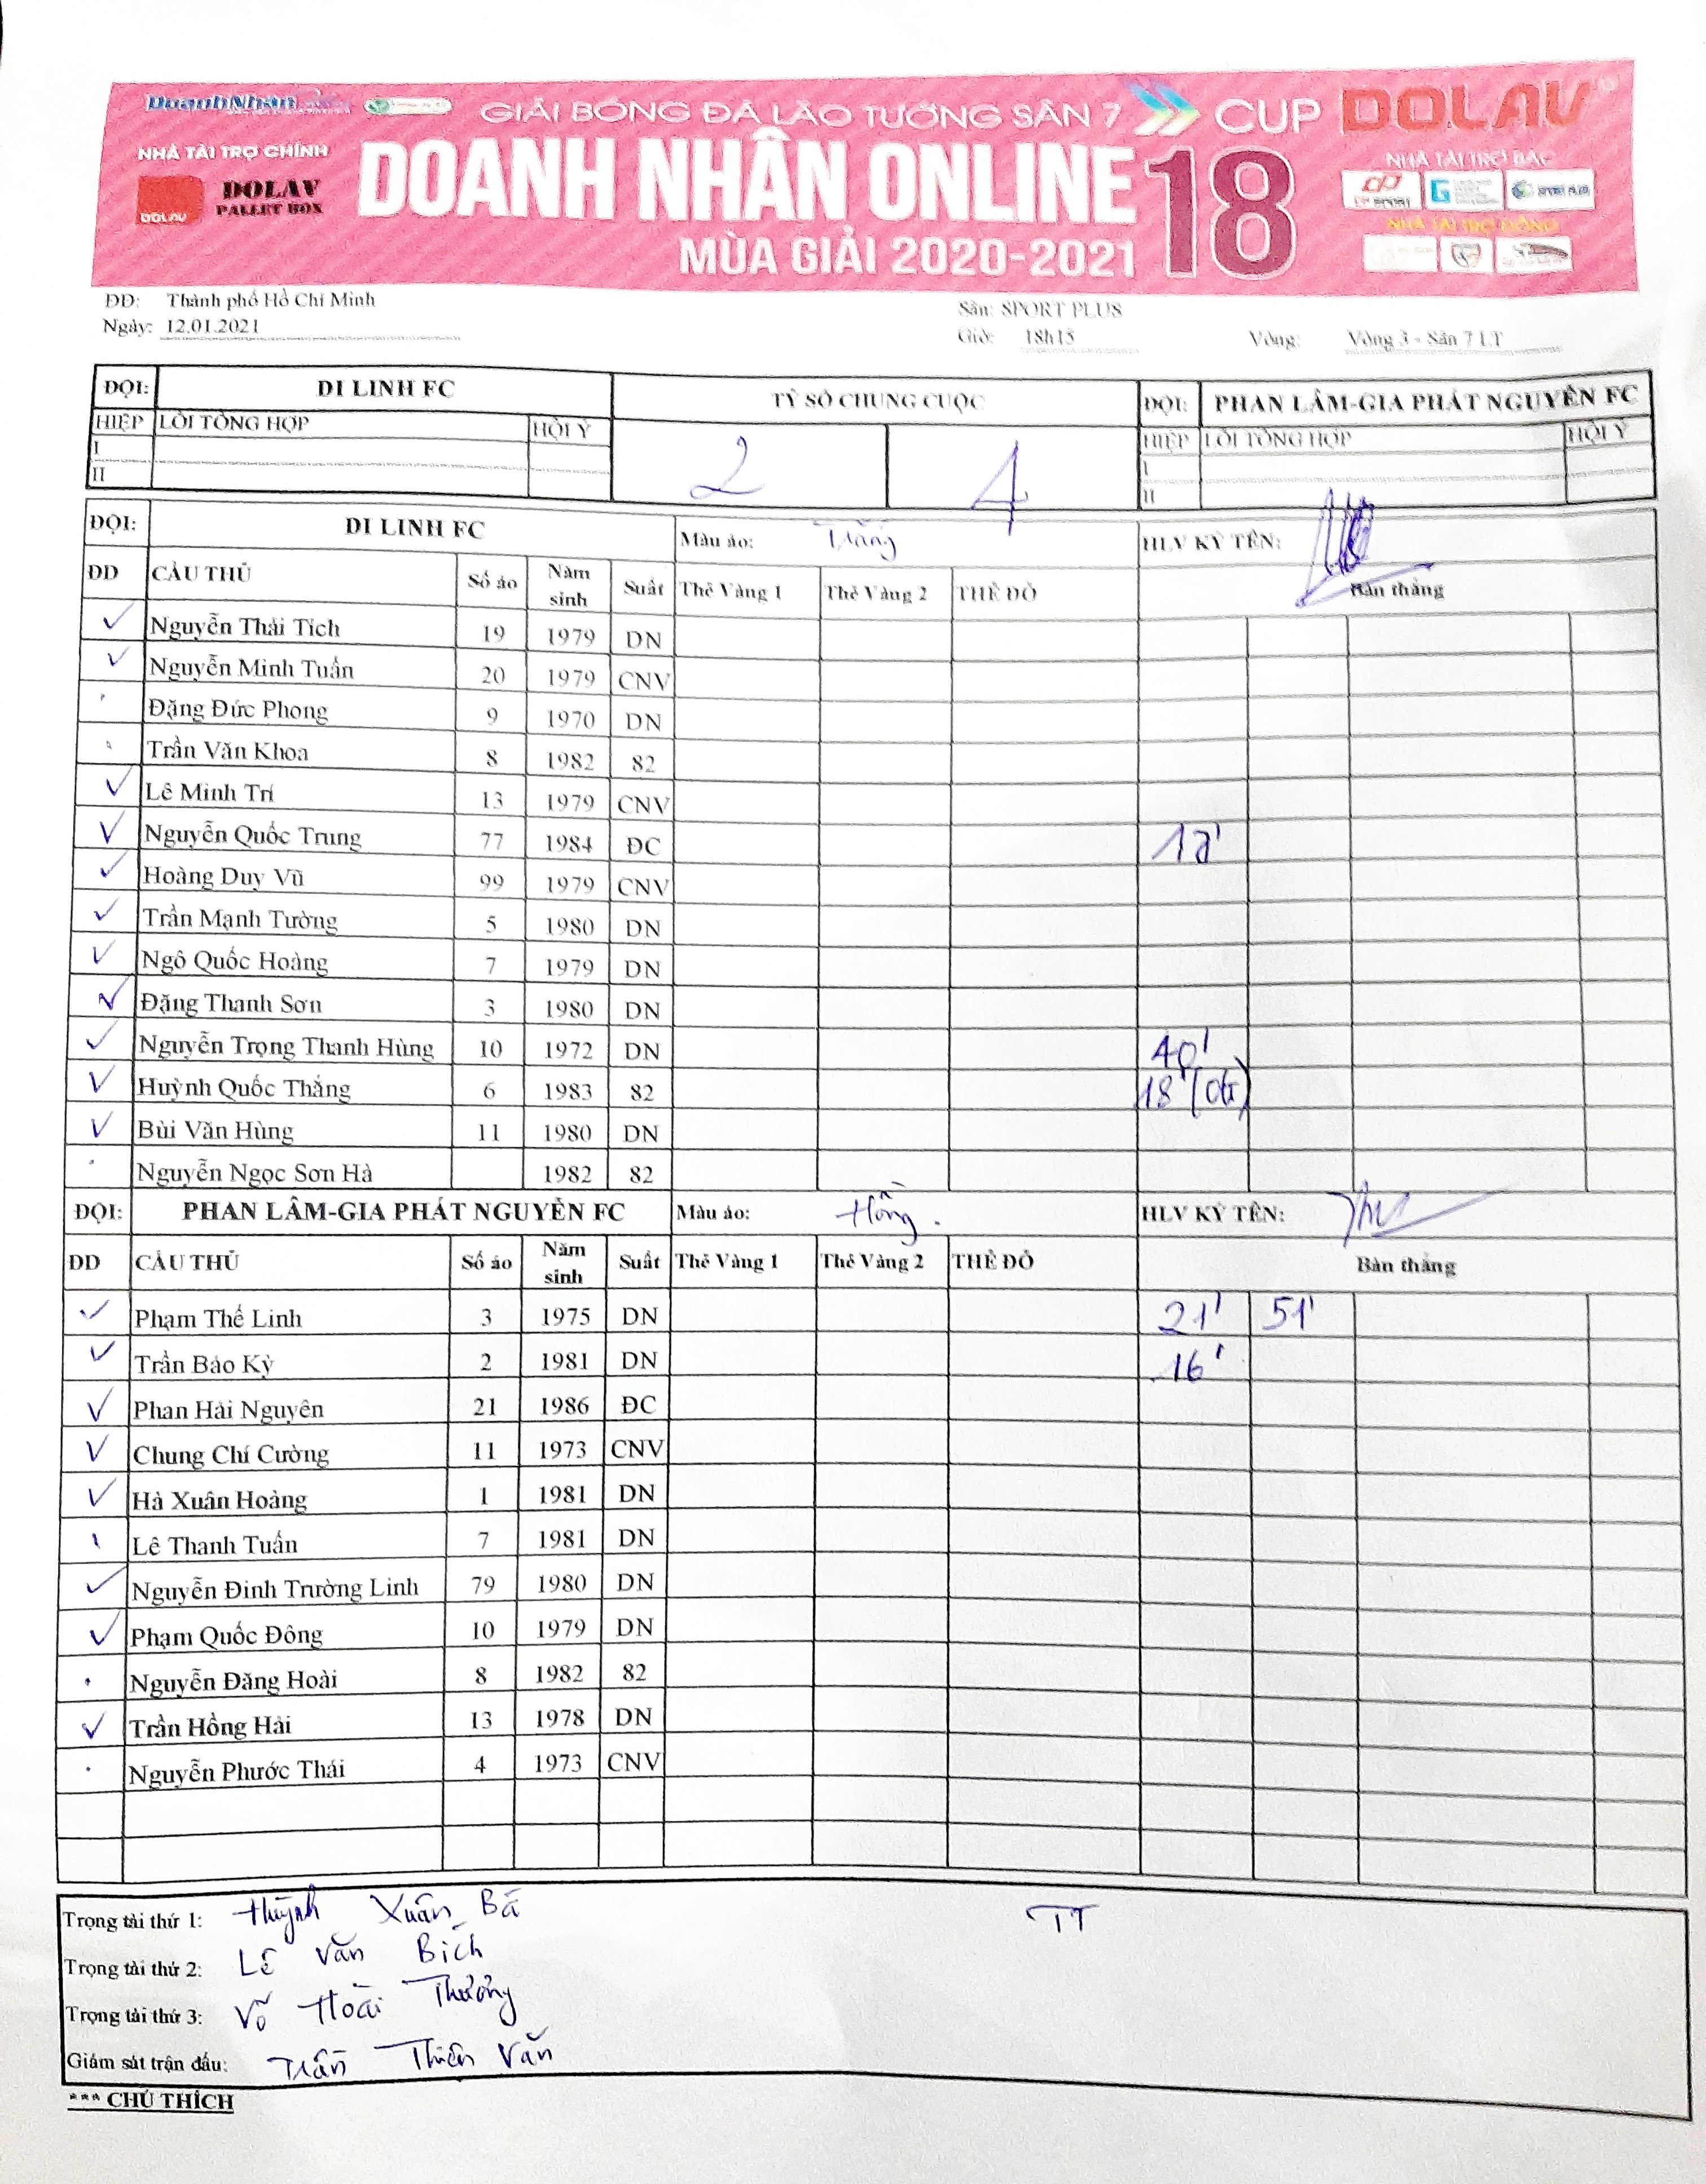 DoanhNhân
GIẢI BÓNG ĐÁ LÃO TƯỚNG SÂN 7 CUP DOLAV
NHÀ TÀI TRỢ CHÍNH
DOLAV
DOLAV
PALLET BOX
DOANH NHÂN ONLINE 18
MÙA GIẢI 2020-2021
NHÀ TÀI TRỢ BẠC
NHÀ TÀI TRỢ ĐỒNG
ĐĐ: Thành phố Hồ Chí Minh Sân: SPORT PLUS
Ngày: 12.01.2021 Giờ: 18h15 Vòng: Vòng 3 - Sân 7 LT
ĐỘI: DI LINH FC TỶ SỐ CHUNG CUỘC ĐỘI: PHAN LÂM-GIA PHÁT NGUYỄN FC
HIỆP LỖI TỔNG HỢP HỘI Ý 2 4 HIỆP LỖI TỔNG HỢP HỘI Ý
I I
II II
ĐỘI: DI LINH FC Màu áo: Trắng HLV KÝ TÊN:
ĐD CẦU THỦ Số áo Năm sinh Suất Thẻ Vàng 1 Thẻ Vàng 2 THẺ ĐỎ Bàn thắng
Nguyễn Thái Tích 19 1979 DN
Nguyễn Minh Tuấn 20 1979 CNV
Đặng Đức Phong 9 1970 DN
Trần Văn Khoa 8 1982 82
Lê Minh Trí 13 1979 CNV
Nguyễn Quốc Trung 77 1984 ĐC
Hoàng Duy Vũ 99 1979 CNV
Trần Mạnh Tường 5 1980 DN
Ngô Quốc Hoàng 7 1979 DN
Đặng Thanh Sơn 3 1980 DN
Nguyễn Trọng Thanh Hùng 10 1972 DN 40'
Huỳnh Quốc Thắng 6 1983 82 18' (OG)
Bùi Văn Hùng 11 1980 DN
Nguyễn Ngọc Sơn Hà 1982 82
ĐỘI: PHAN LÂM-GIA PHÁT NGUYỄN FC Màu áo: Hồng. HLV KÝ TÊN:
ĐD CẦU THỦ Số áo Năm sinh Suất Thẻ Vàng 1 Thẻ Vàng 2 THẺ ĐỎ Bàn thắng
Phạm Thế Linh 3 1975 DN 21' 51'
Trần Bảo Kỳ 2 1981 DN 16'
Phan Hải Nguyên 21 1986 ĐC
Chung Chí Cường 11 1973 CNV
Hà Xuân Hoàng 1 1981 DN
Lê Thanh Tuấn 7 1981 DN
Nguyễn Đình Trường Linh 79 1980 DN
Phạm Quốc Đông 10 1979 DN
Nguyễn Đăng Hoài 8 1982 82
Trần Hồng Hải 13 1978 DN
Nguyễn Phước Thái 4 1973 CNV
Trọng tài thứ 1: Huỳnh Xuân Bá TT
Trọng tài thứ 2: Lê Văn Bích
Trọng tài thứ 3: Võ Hoài Thưởng
Giám sát trận đấu: Trần Thiên Văn
*** CHÚ THÍCH